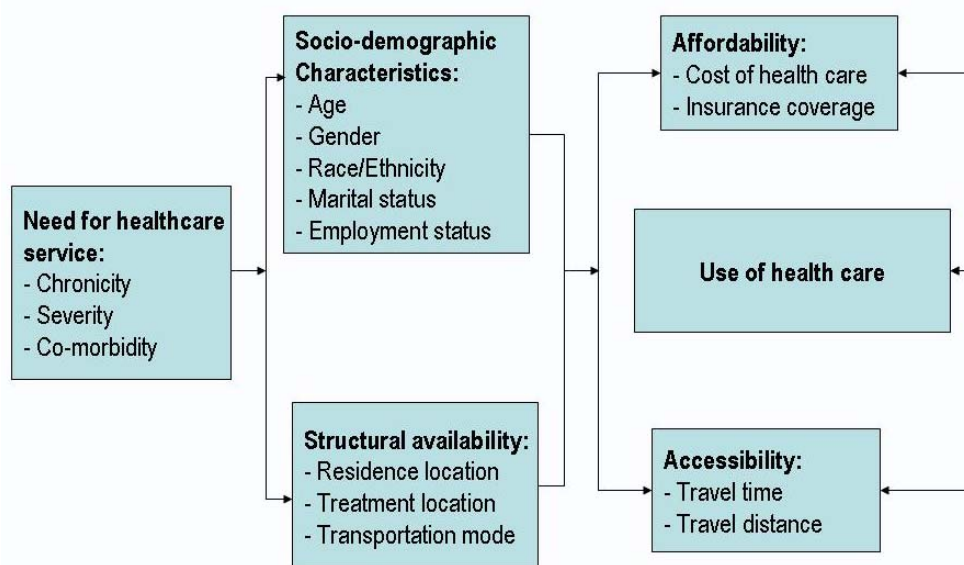 Need for healthcare
service:
- Chronicity
- Severity
- Co-morbidity
Socio-demographic
Characteristics:
- Age
- Gender
- Race/Ethnicity
- Marital status
- Employment status
Structural availability:
- Residence location
- Treatment location
- Transportation mode
Affordability:
- Cost of health care
- Insurance coverage
Use of health care
Accessibility:
- Travel time
- Travel distance